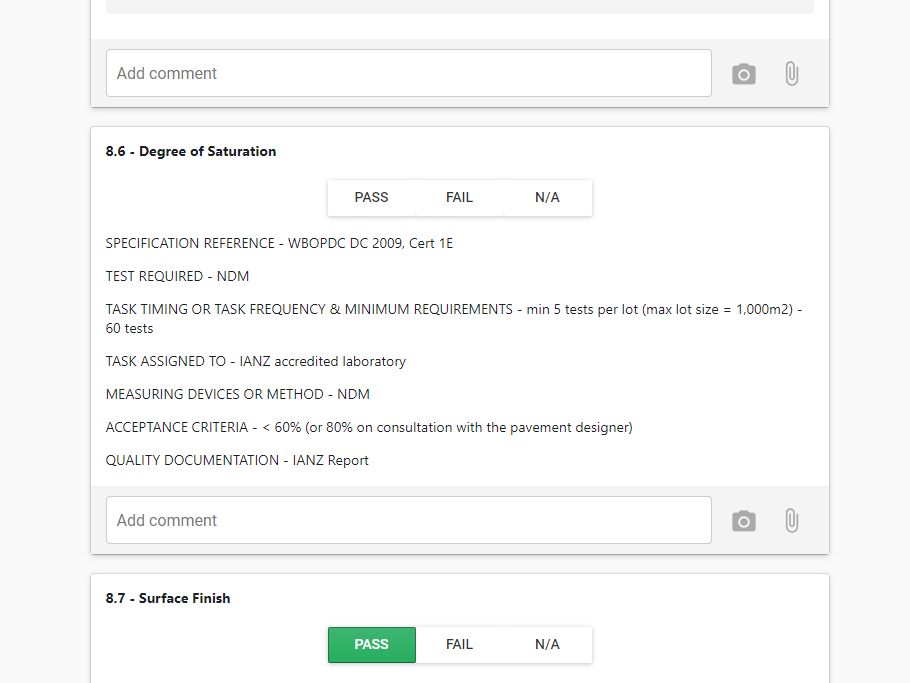 Add comment
8.6 - Degree of Saturation
PASS FAIL N/A
SPECIFICATION REFERENCE - WBOPDC DC 2009, Cert 1E
TEST REQUIRED - NDM
TASK TIMING OR TASK FREQUENCY & MINIMUM REQUIREMENTS - min 5 tests per lot (max lot size = 1,000m2) -
60 tests
TASK ASSIGNED TO - IANZ accredited laboratory
MEASURING DEVICES OR METHOD - NDM
ACCEPTANCE CRITERIA - < 60% (or 80% on consultation with the pavement designer)
QUALITY DOCUMENTATION - IANZ Report
Add comment
8.7 - Surface Finish
PASS FAIL N/A